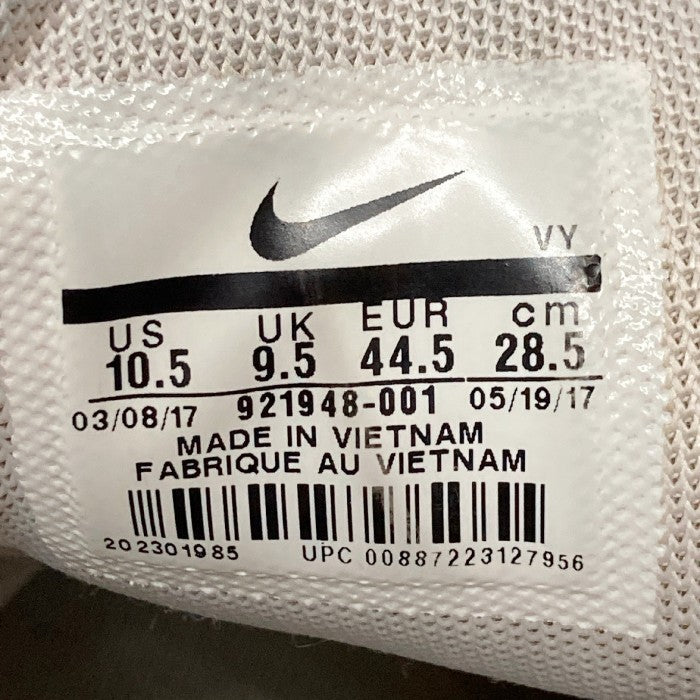 VY
US UK EUR cm
10.5 9.5 44.5 28.5
03/08/17 921948-001 05/19/17
MADE IN VIETNAM
FABRIQUE AU VIETNAM
202301985 UPC 00887223127956